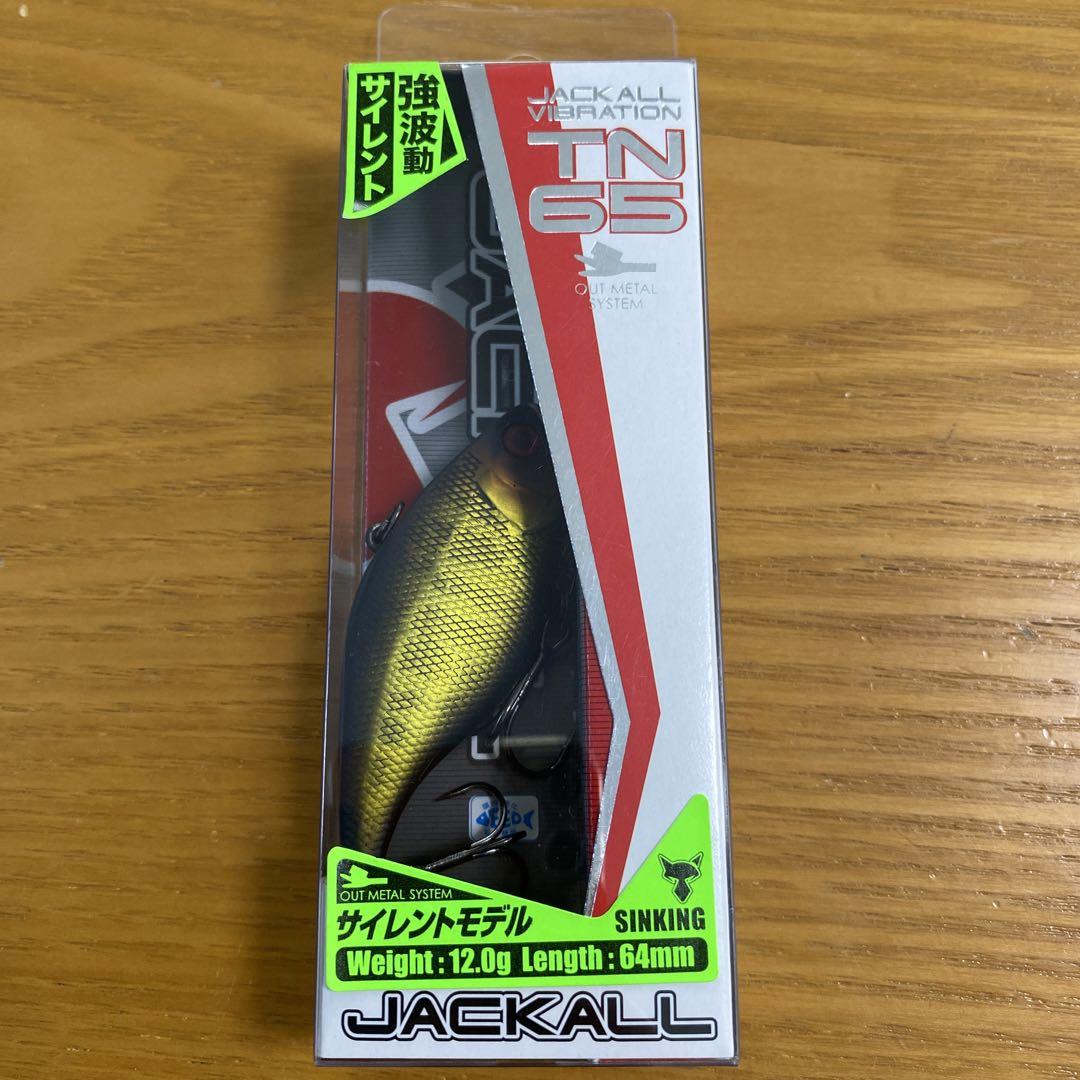 強波動
サイレント
JACKALL
VIBRATION
TN
65
OUT METAL
SYSTEM
OUT METAL SYSTEM
サイレントモデル
SINKING
Weight : 12.0g Length : 64mm
JACKALL